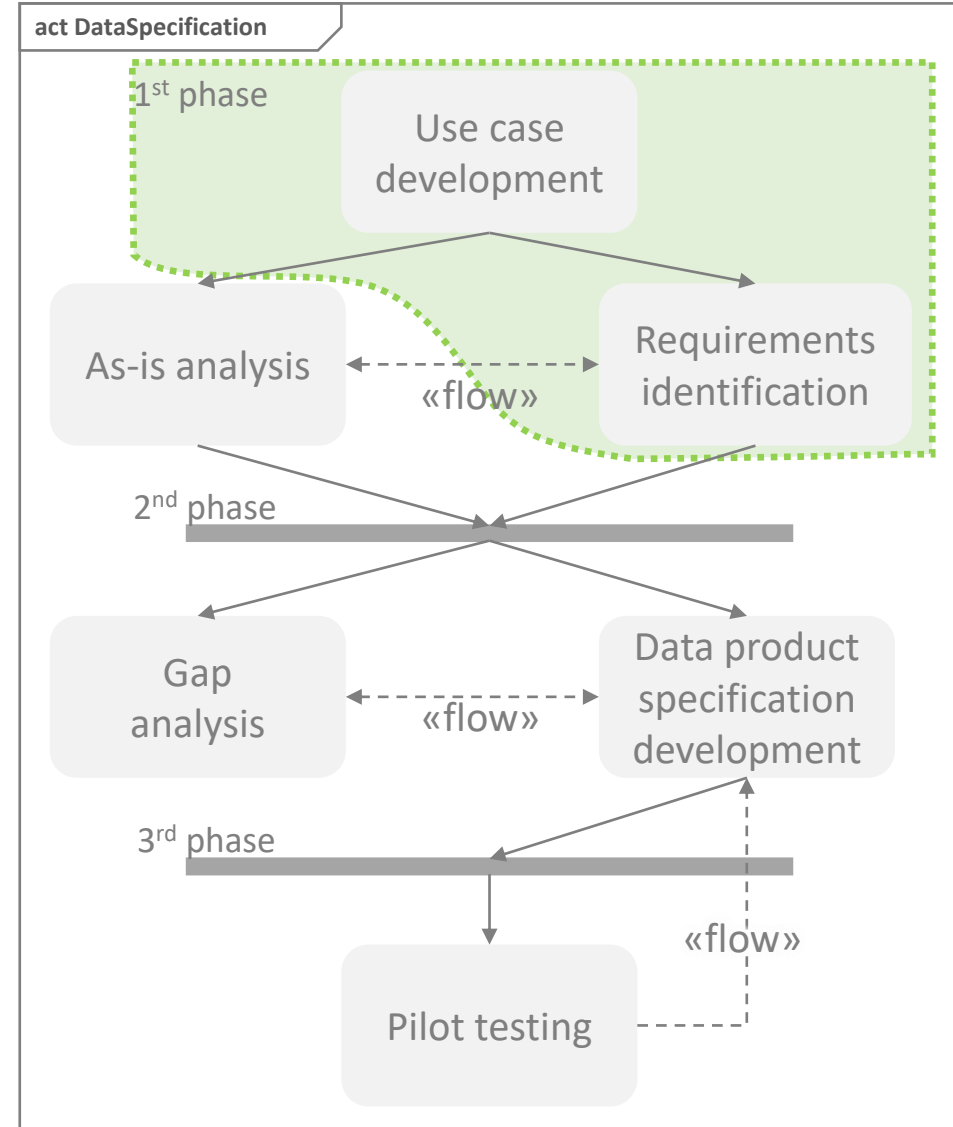 act DataSpecification
1st phase
Use case
development
As-is analysis
«flow»
Requirements
identification
2nd phase
Gap
analysis
«flow»
Data product
specification
development
3rd phase
«flow»
Pilot testing